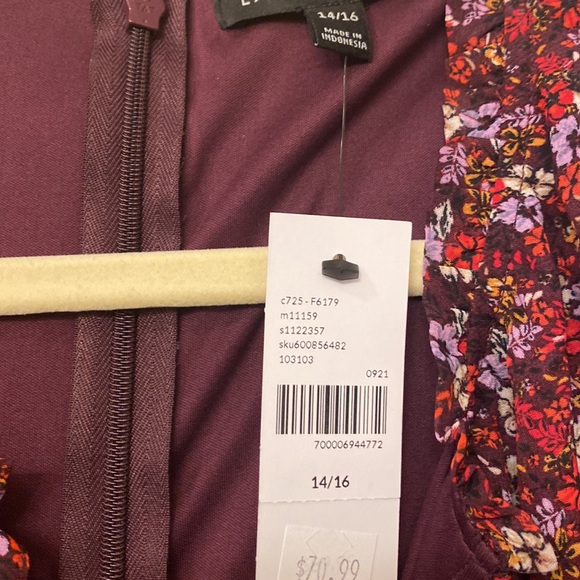 14/16
MADE IN
INDONESIA
c725 - F6179
m11159
s1122357
sku600856482
103103
0921
700006944772
14/16
$70.99